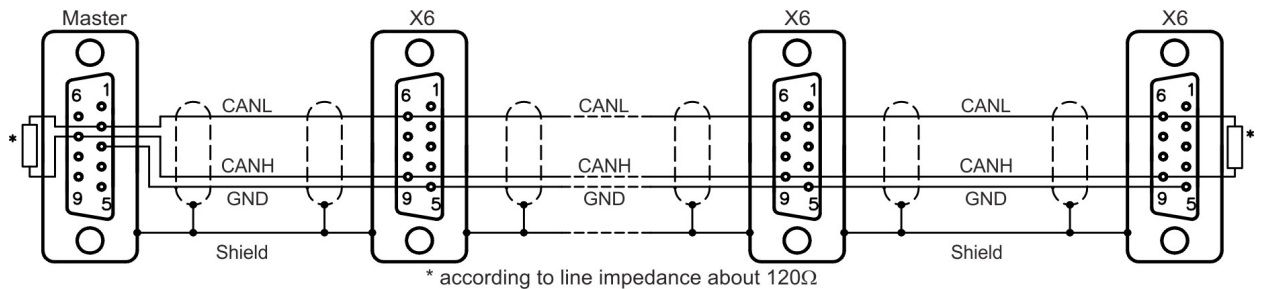 Master X6 X6 X6
6 1 6 1 6 1 6 1
CANL CANL CANL
* *
CANH CANH CANH
9 5 9 5 9 5 9 5
GND GND GND
Shield Shield
* according to line impedance about 120Ω